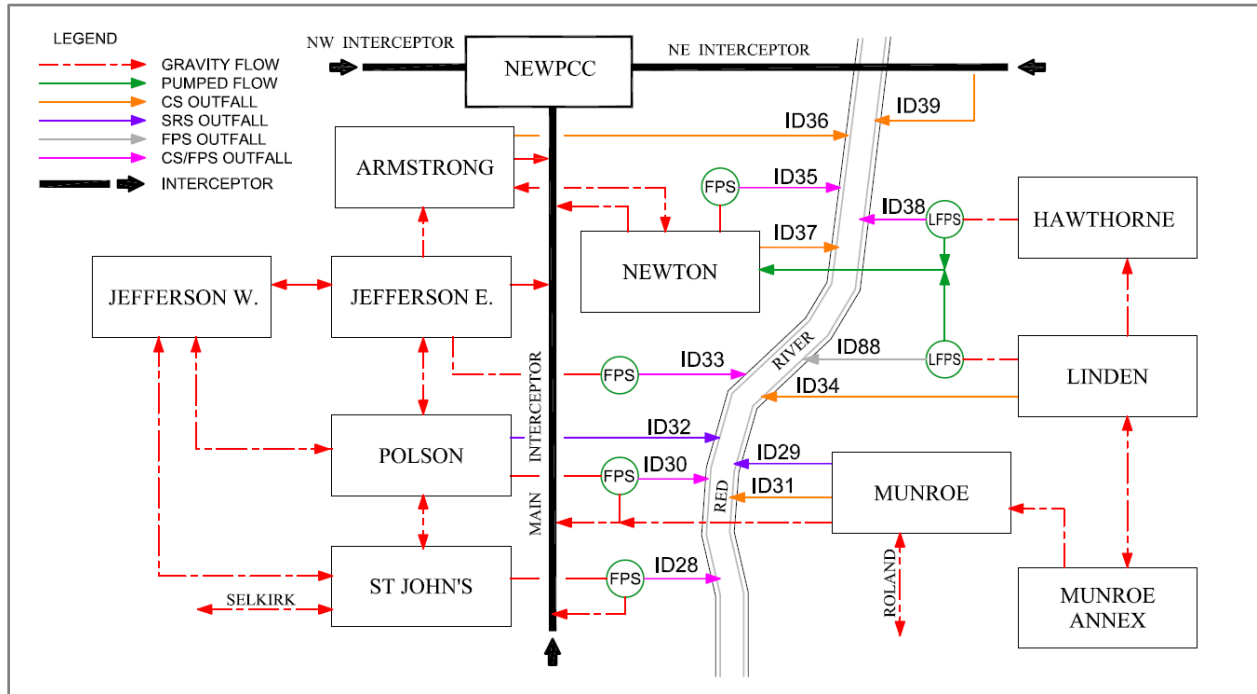 LEGEND
GRAVITY FLOW
PUMPED FLOW
CS OUTFALL
SRS OUTFALL
FPS OUTFALL
CS/FPS OUTFALL
INTERCEPTOR
NW INTERCEPTOR
NEWPCC
NE INTERCEPTOR
ID39
ID36
ARMSTRONG
FPS
ID35
ID38
LFPS
HAWTHORNE
ID37
NEWTON
JEFFERSON W.
JEFFERSON E.
ID33
FPS
RIVER
ID88
LFPS
LINDEN
ID34
MAIN INTERCEPTOR
POLSON
ID32
ID30
FPS
RED
ID29
ID31
MUNROE
ST JOHN'S
FPS
ID28
SELKIRK
ROLAND
MUNROE
ANNEX